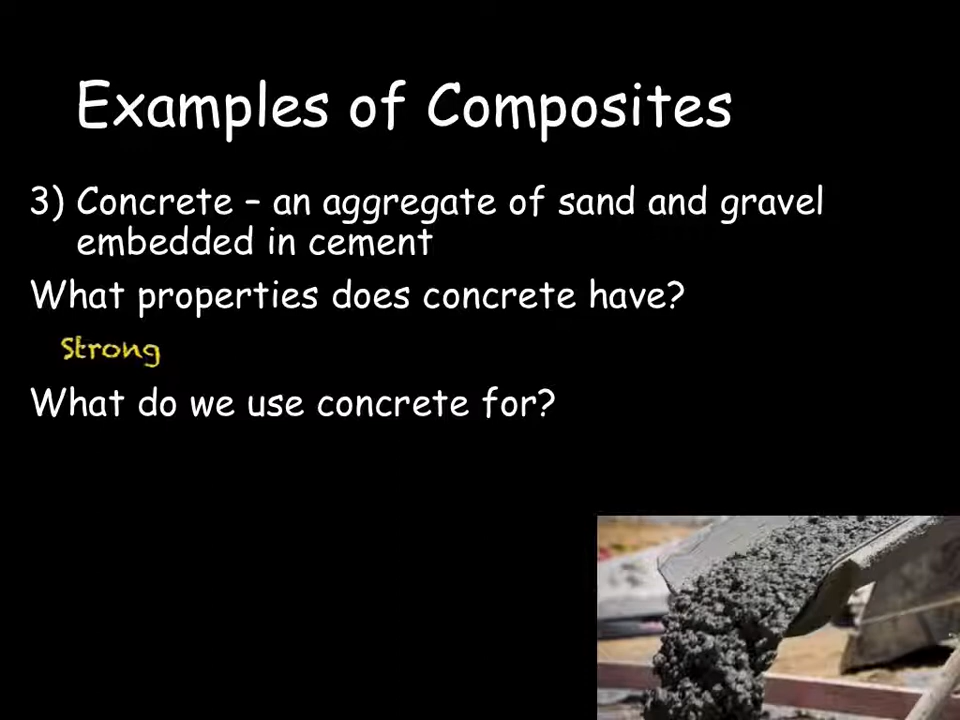 Examples of Composites
3) Concrete – an aggregate of sand and gravel
embedded in cement
What properties does concrete have?
Strong
What do we use concrete for?